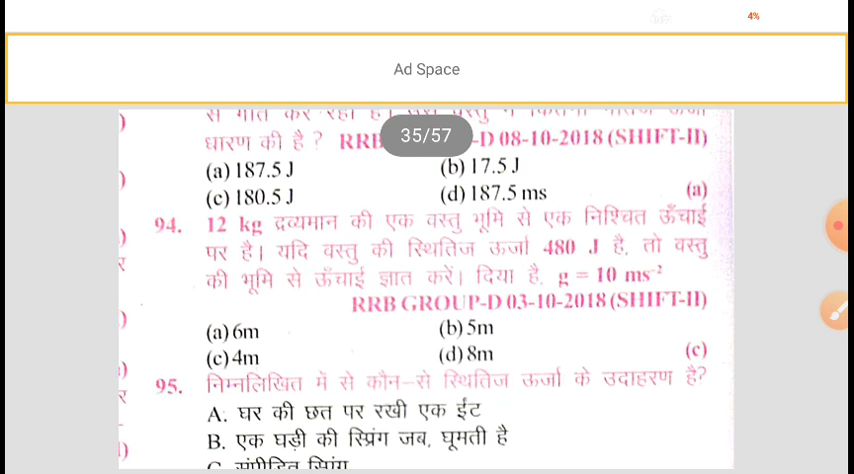 4%
Ad Space
35/57
धारण की है ? RRB -D 08-10-2018 (SHIFT-II)
(a) 187.5 J (b) 17.5 J
(c) 180.5 J (d) 187.5 ms (a)
94. 12 kg द्रव्यमान की एक वस्तु भूमि से एक निश्चित ऊँचाई
पर है। यदि वस्तु की स्थितिज ऊर्जा 480 J है, तो वस्तु
की भूमि से ऊँचाई ज्ञात करें। दिया है, g = 10 ms⁻²
RRB GROUP-D 03-10-2018 (SHIFT-II)
(a) 6m (b) 5m
(c) 4m (d) 8m (c)
95. निम्नलिखित में से कौन-से स्थितिज ऊर्जा के उदाहरण है?
A. घर की छत पर रखी एक ईंट
B. एक घड़ी की स्प्रिंग जब, घूमती है